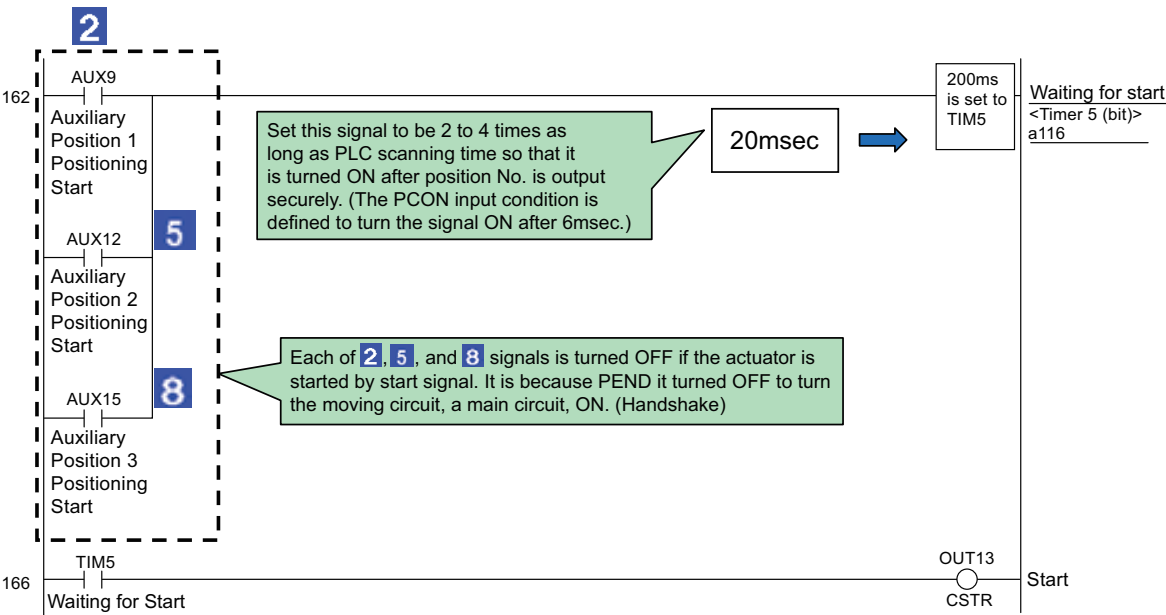 2
162
AUX9
Auxiliary
Position 1
Positioning
Start
Set this signal to be 2 to 4 times as
long as PLC scanning time so that it
is turned ON after position No. is output
securely. (The PCON input condition is
defined to turn the signal ON after 6msec.)
20msec
200ms
is set to
TIM5
Waiting for start
<Timer 5 (bit)>
a116
AUX12
5
Auxiliary
Position 2
Positioning
Start
Each of 2, 5, and 8 signals is turned OFF if the actuator is
started by start signal. It is because PEND it turned OFF to turn
the moving circuit, a main circuit, ON. (Handshake)
AUX15
8
Auxiliary
Position 3
Positioning
Start
166
TIM5
Waiting for Start
OUT13
CSTR
Start